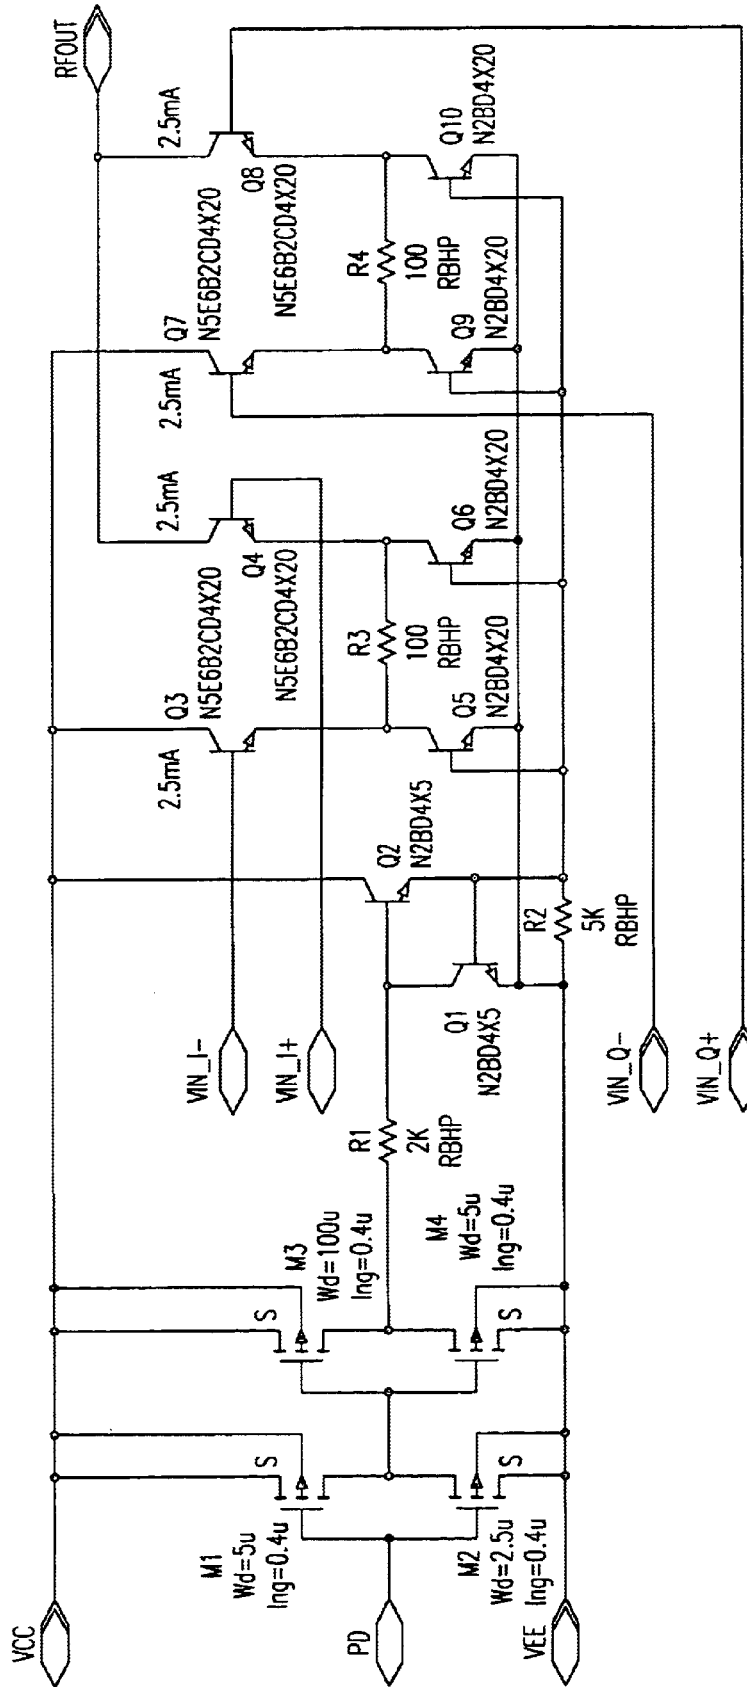 VCC
PD
VEE
M1
Wd=5u
lng=0.4u
S
M2
Wd=2.5u
lng=0.4u
S
M3
Wd=100u
lng=0.4u
S
M4
Wd=5u
lng=0.4u
S
R1
2K
RBHP
VIN_I-
VIN_I+
VIN_Q-
VIN_Q+
Q1
N2BD4X5
Q2
N2BD4X5
R2
5K
RBHP
2.5mA
Q3
N5E6B2CD4X20
2.5mA
Q4
N5E6B2CD4X20
R3
100
RBHP
Q5
N2BD4X20
Q6
N2BD4X20
2.5mA
Q7
N5E6B2CD4X20
2.5mA
Q8
N5E6B2CD4X20
R4
100
RBHP
Q9
N2BD4X20
Q10
N2BD4X20
RFOUT